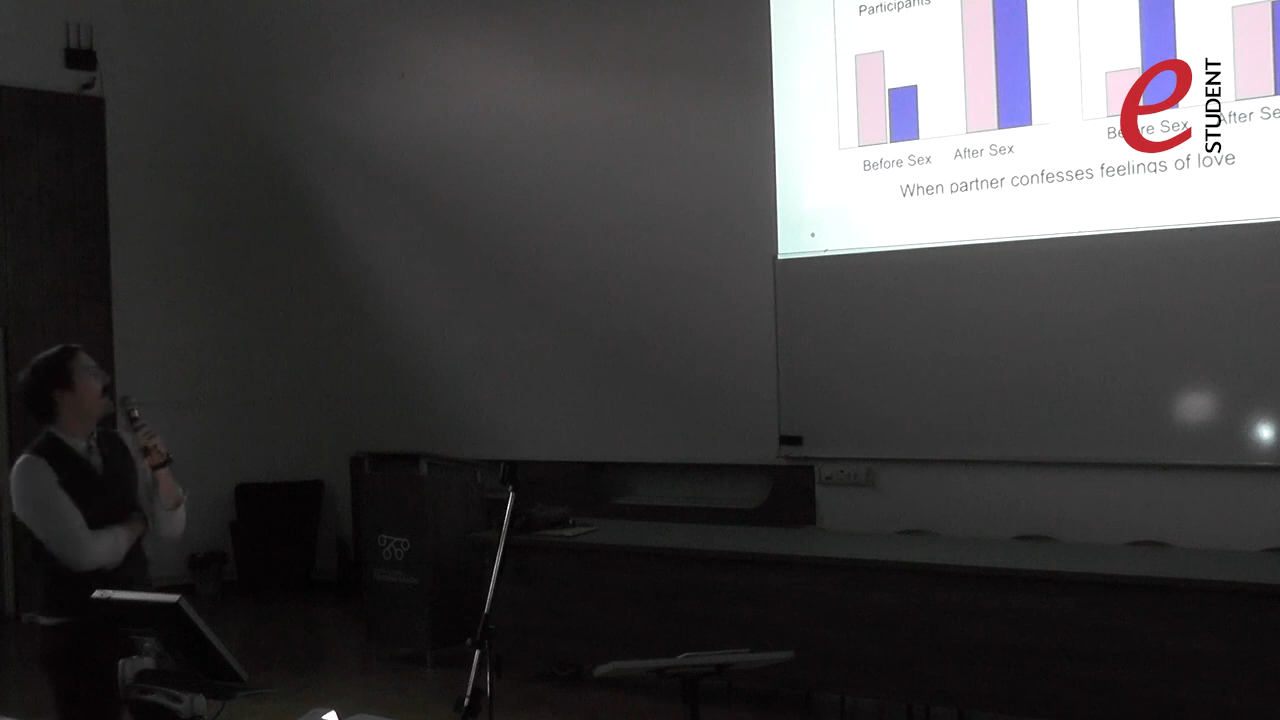 Participants
Before Sex After Sex
Before Sex After Se
When partner confesses feelings of love
e STUDENT